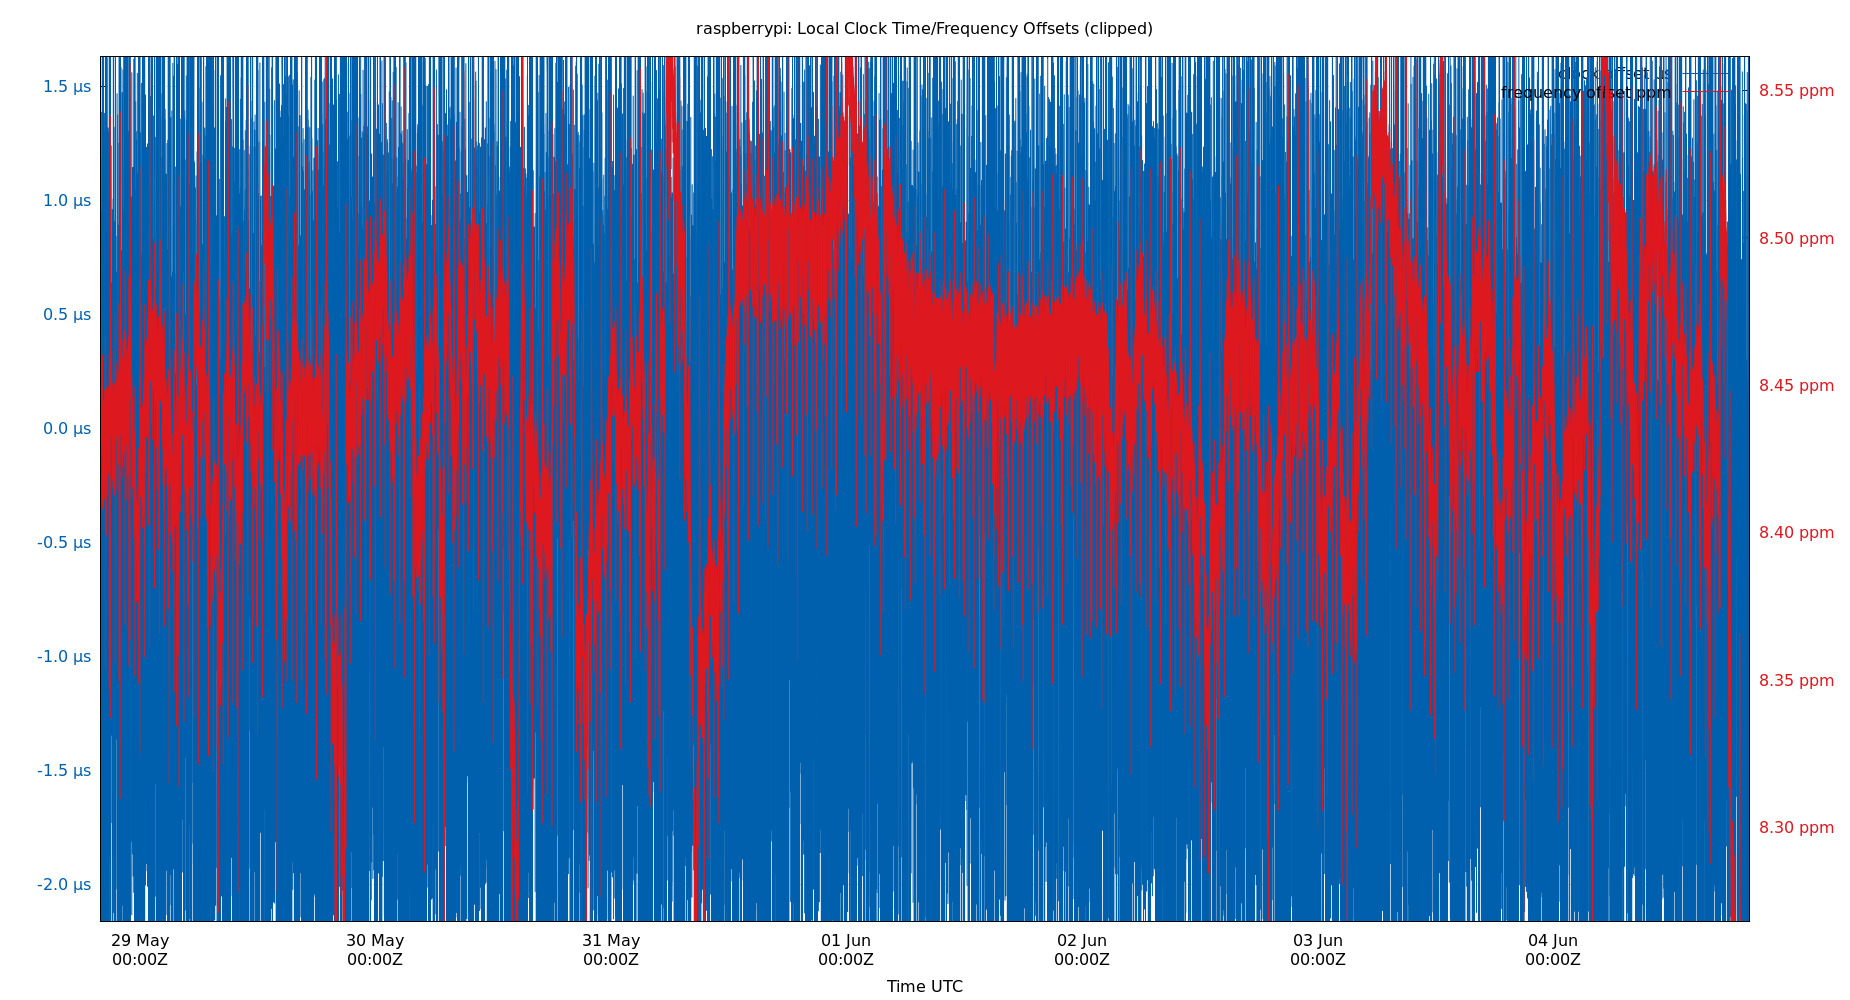 raspberrypi: Local Clock Time/Frequency Offsets (clipped)
clock offset µs
frequency offset ppm
1.5 µs
1.0 µs
0.5 µs
0.0 µs
-0.5 µs
-1.0 µs
-1.5 µs
-2.0 µs
8.55 ppm
8.50 ppm
8.45 ppm
8.40 ppm
8.35 ppm
8.30 ppm
29 May 30 May 31 May 01 Jun 02 Jun 03 Jun 04 Jun
00:00Z 00:00Z 00:00Z 00:00Z 00:00Z 00:00Z 00:00Z
Time UTC